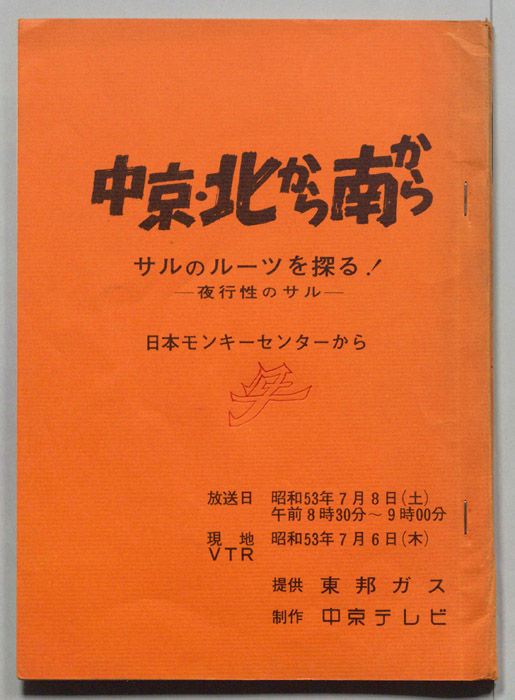 中京・北から南から
サルのルーツを探る!
―夜行性のサル―
日本モンキーセンターから
放送日 昭和53年7月8日(土)
午前8時30分～9時00分
現地 昭和53年7月6日(木)
VTR
提供 東邦ガス
制作 中京テレビ